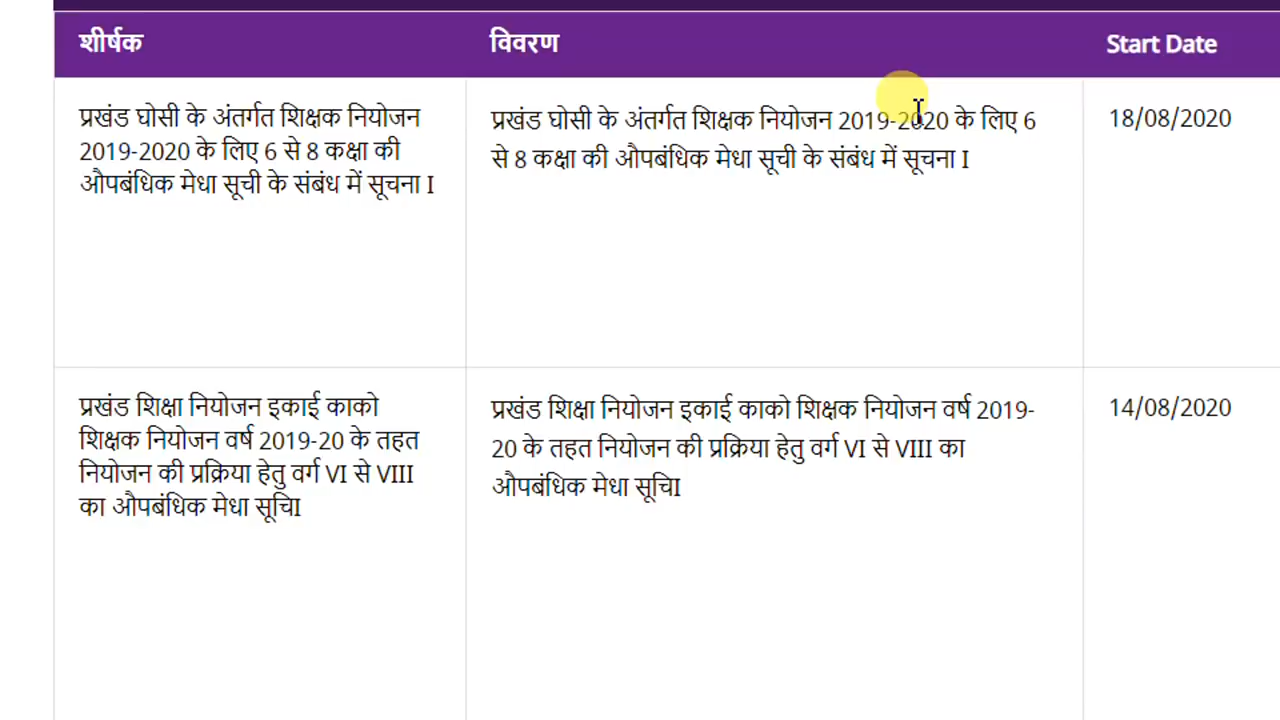 शीर्षक
विवरण
Start Date
प्रखंड घोसी के अंतर्गत शिक्षक नियोजन
2019-2020 के लिए 6 से 8 कक्षा की
औपबंधिक मेधा सूची के संबंध में सूचना I
प्रखंड घोसी के अंतर्गत शिक्षक नियोजन 2019-2020 के लिए 6
से 8 कक्षा की औपबंधिक मेधा सूची के संबंध में सूचना I
18/08/2020
प्रखंड शिक्षा नियोजन इकाई काको
शिक्षक नियोजन वर्ष 2019-20 के तहत
नियोजन की प्रक्रिया हेतु वर्ग VI से VIII
का औपबंधिक मेधा सूचिI
प्रखंड शिक्षा नियोजन इकाई काको शिक्षक नियोजन वर्ष 2019-
20 के तहत नियोजन की प्रक्रिया हेतु वर्ग VI से VIII का
औपबंधिक मेधा सूचिI
14/08/2020